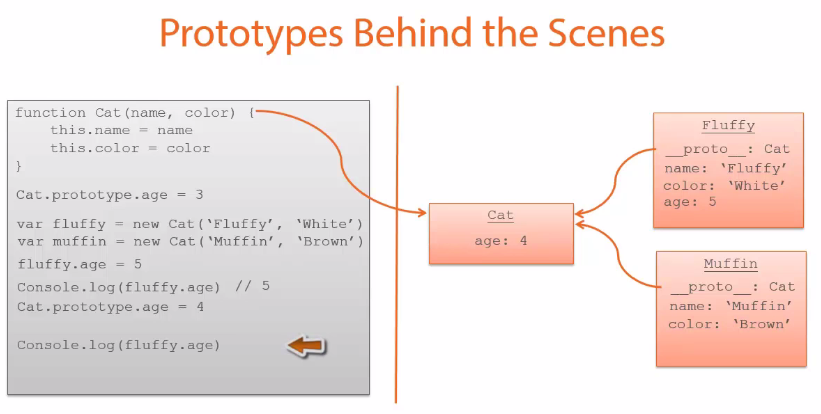 Prototypes Behind the Scenes
function Cat(name, color) {
this.name = name
this.color = color
}
Cat.prototype.age = 3
var fluffy = new Cat(‘Fluffy’, ‘White’)
var muffin = new Cat(‘Muffin’, ‘Brown’)
fluffy.age = 5
Console.log(fluffy.age) // 5
Cat.prototype.age = 4
Console.log(fluffy.age)
Cat
age: 4
Fluffy
__proto__: Cat
name: ‘Fluffy’
color: ‘White’
age: 5
Muffin
__proto__: Cat
name: ‘Muffin’
color: ‘Brown’